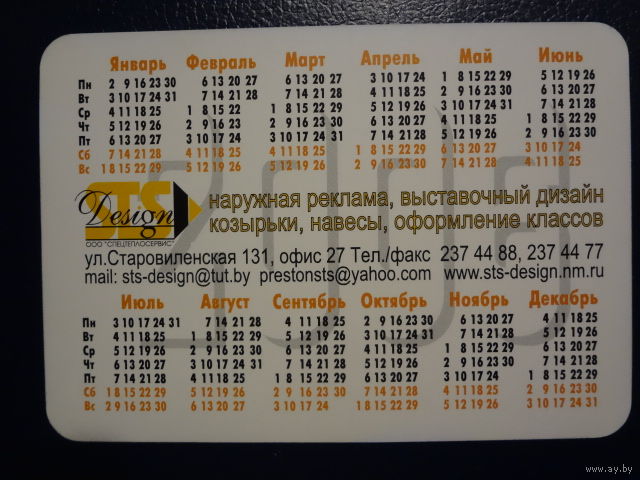 Январь Февраль Март Апрель Май Июнь
Пн 2 9 16 23 30 6 13 20 27 6 13 20 27 3 10 17 24 1 8 15 22 29 5 12 19 26
Вт 3 10 17 24 31 7 14 21 28 7 14 21 28 4 11 18 25 2 9 16 23 30 6 13 20 27
Ср 4 11 18 25 1 8 15 22 1 8 15 22 29 5 12 19 26 3 10 17 24 31 7 14 21 28
Чт 5 12 19 26 2 9 16 23 2 9 16 23 30 6 13 20 27 4 11 18 25 1 8 15 22 29
Пт 6 13 20 27 3 10 17 24 3 10 17 24 31 7 14 21 28 5 12 19 26 2 9 16 23 30
Сб 7 14 21 28 4 11 18 25 4 11 18 25 1 8 15 22 29 6 13 20 27 3 10 17 24
Вс 1 8 15 22 29 5 12 19 26 5 12 19 26 2 9 16 23 30 7 14 21 28 4 11 18 25
2006
STS
Design
ООО "СПЕЦТЕПЛОСЕРВИС"
наружная реклама, выставочный дизайн
козырьки, навесы, оформление классов
ул.Старовиленская 131, офис 27 Тел./факс 237 44 88, 237 44 77
mail: sts-design@tut.by prestonsts@yahoo.com www.sts-design.nm.ru
Июль Август Сентябрь Октябрь Ноябрь Декабрь
Пн 3 10 17 24 31 7 14 21 28 4 11 18 25 2 9 16 23 30 6 13 20 27 4 11 18 25
Вт 4 11 18 25 1 8 15 22 29 5 12 19 26 3 10 17 24 31 7 14 21 28 5 12 19 26
Ср 5 12 19 26 2 9 16 23 30 6 13 20 27 4 11 18 25 1 8 15 22 29 6 13 20 27
Чт 6 13 20 27 3 10 17 24 31 7 14 21 28 5 12 19 26 2 9 16 23 30 7 14 21 28
Пт 7 14 21 28 4 11 18 25 1 8 15 22 29 6 13 20 27 3 10 17 24 1 8 15 22 29
Сб 1 8 15 22 29 5 12 19 26 2 9 16 23 30 7 14 21 28 4 11 18 25 2 9 16 23 30
Вс 2 9 16 23 30 6 13 20 27 3 10 17 24 1 8 15 22 29 5 12 19 26 3 10 17 24 31
www.ay.by